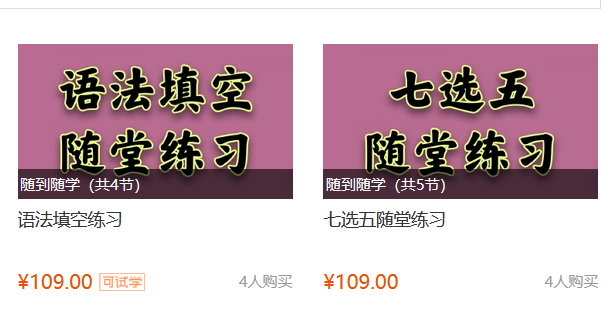 语法填空
随堂练习
随到随学（共4节）
语法填空练习
¥109.00 可试学 4人购买
七选五
随堂练习
随到随学（共5节）
七选五随堂练习
¥109.00 4人购买